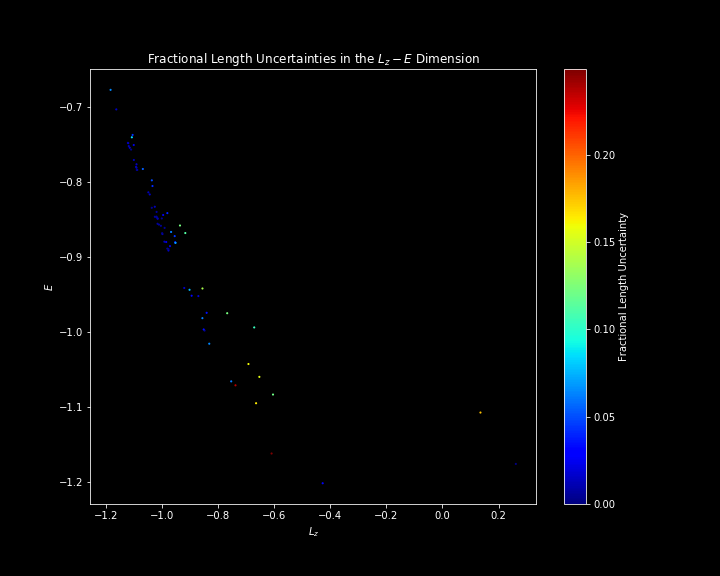 Fractional Length Uncertainties in the $L_z - E$ Dimension
−0.7
−0.8
−0.9
−1.0
−1.1
−1.2
E
−1.2 −1.0 −0.8 −0.6 −0.4 −0.2 0.0 0.2
$L_z$
0.20
0.15
0.10
0.05
0.00
Fractional Length Uncertainty